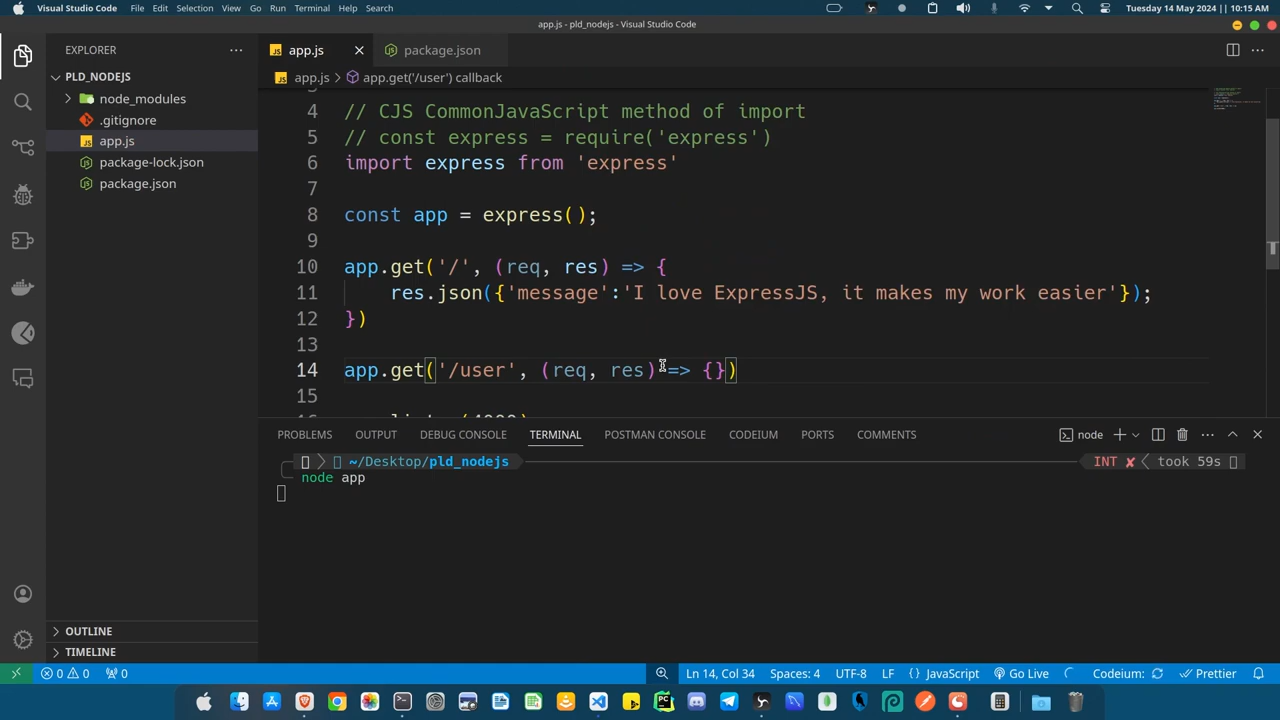 Visual Studio Code File Edit Selection View Go Run Terminal Help Tuesday 14 May 2024 || 10:15 AM
app.js - pld_nodejs - Visual Studio Code
EXPLORER
app.js
package.json
PLD_NODEJS
app.js > app.get('/user') callback
node_modules
.gitignore
app.js
package-lock.json
package.json
4 // CJS CommonJavaScript method of import
5 // const express = require('express')
6 import express from 'express'
7
8 const app = express();
9
10 app.get('/', (req, res) => {
11 res.json({'message':'I love ExpressJS, it makes my work easier'});
12 })
13
14 app.get('/user', (req, res) => {})
15
PROBLEMS OUTPUT DEBUG CONSOLE TERMINAL POSTMAN CONSOLE CODEIUM PORTS COMMENTS node
~/Desktop/pld_nodejs INT ✘ took 59s
node app
OUTLINE
TIMELINE
0 0 0 Ln 14, Col 34 Spaces: 4 UTF-8 LF {} JavaScript Go Live Codeium: Prettier